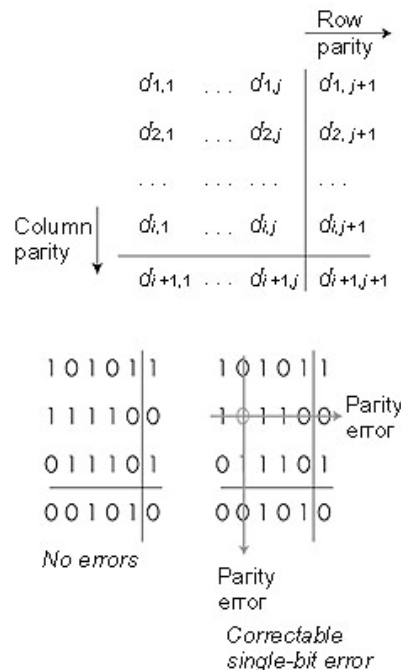 Row
parity
d1,1 ... d1,j d1, j+1
d2,1 ... d2,j d2, j+1
... ... ... ...
Column
parity
di,1 ... di,j di,j+1
di+1,1 ... di+1,j di+1,j+1
1 0 1 0 1 1
1 1 1 1 0 0
0 1 1 1 0 1
0 0 1 0 1 0
No errors
1 0 1 0 1 1
1 0 1 1 0 0
0 1 1 1 0 1
0 0 1 0 1 0
Parity
error
Parity
error
Correctable
single-bit error